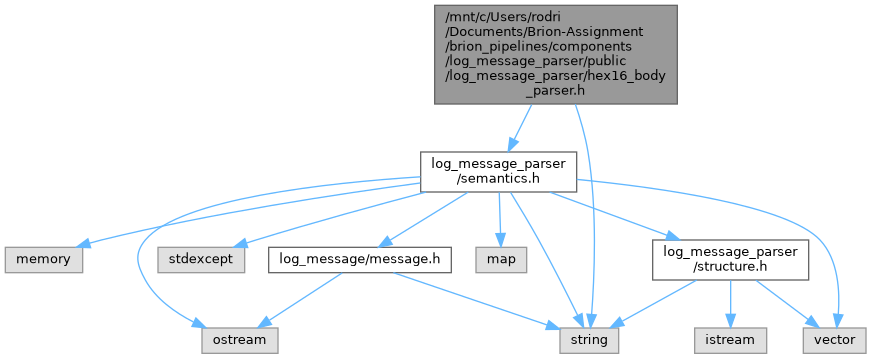 /mnt/c/Users/rodri
/Documents/Brion-Assignment
/brion_pipelines/components
/log_message_parser/public
/log_message_parser/hex16_body
_parser.h
log_message_parser
/semantics.h
memory
stdexcept
log_message/message.h
map
log_message_parser
/structure.h
ostream
string
istream
vector